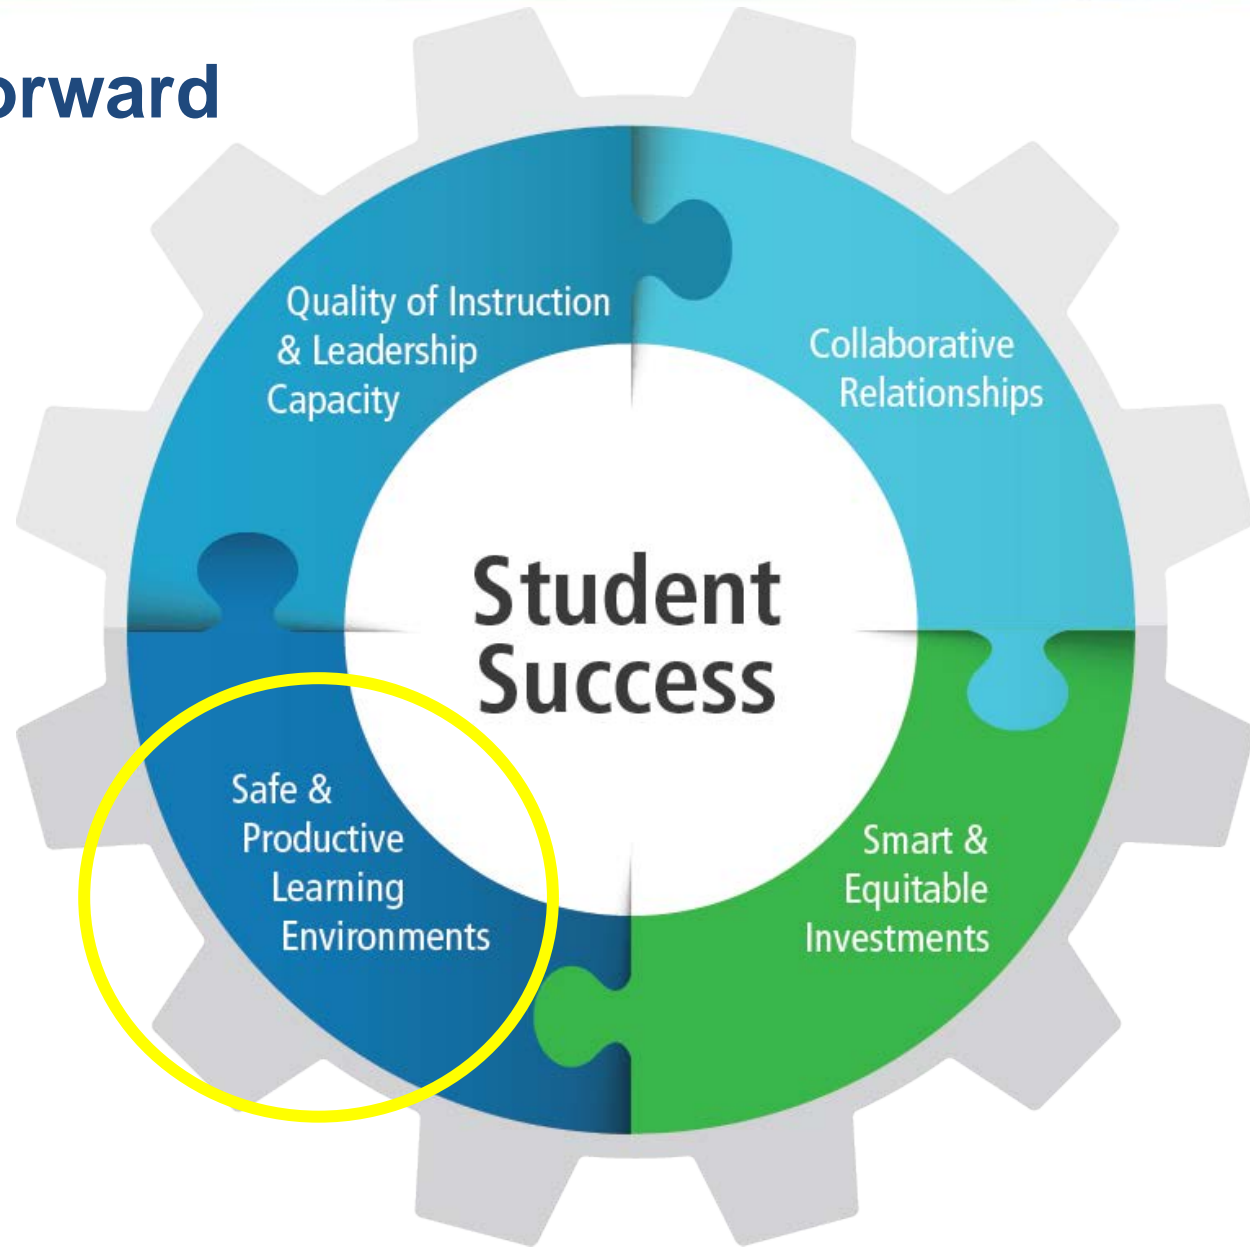 orward
Quality of Instruction
& Leadership
Capacity
Collaborative
Relationships
Student
Success
Safe &
Productive
Learning
Environments
Smart &
Equitable
Investments